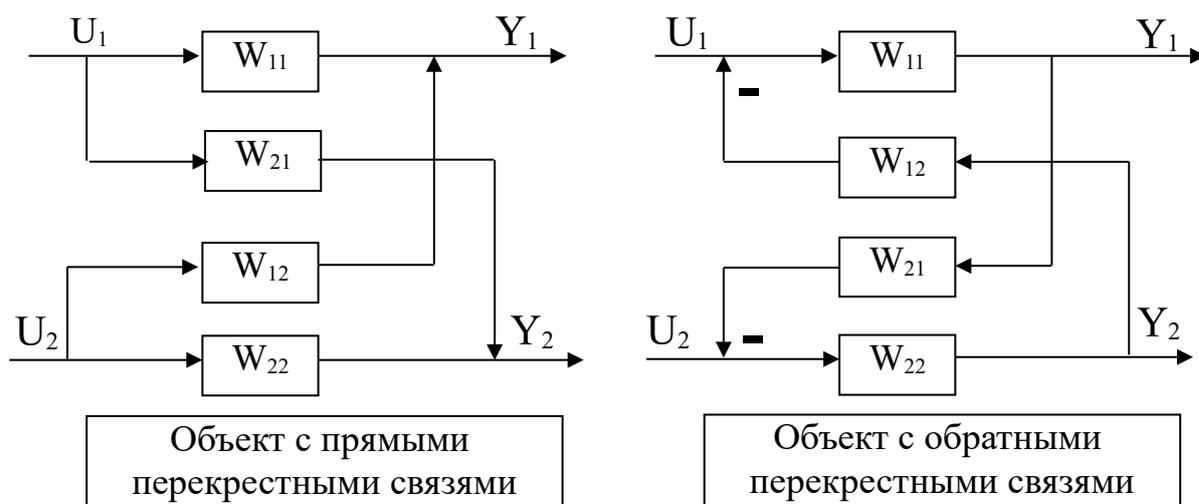 U₁ W₁₁ Y₁
W₂₁
W₁₂
U₂ W₂₂ Y₂
Объект с прямыми
перекрестными связями
U₁ - W₁₁ Y₁
W₁₂
W₂₁
U₂ - W₂₂ Y₂
Объект с обратными
перекрестными связями